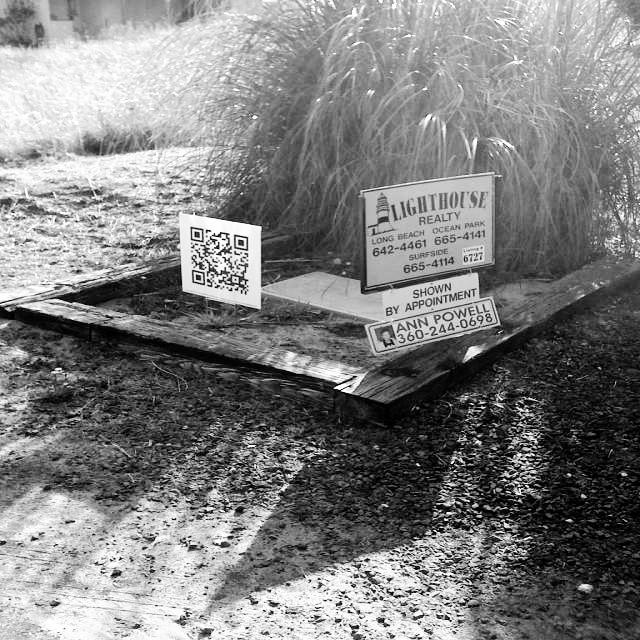 LIGHTHOUSE
REALTY
LONG BEACH OCEAN PARK
642-4461 665-4141
SURFSIDE
665-4114
6727
SHOWN
BY APPOINTMENT
ANN POWELL
360-244-0698